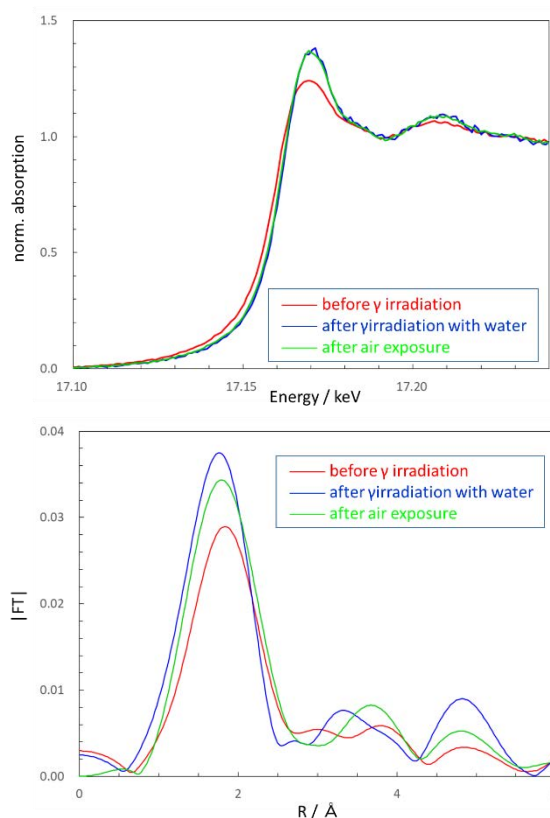 1.5
1.0
norm. absorption
0.5
before γ irradiation
after γirradiation with water
after air exposure
0.0
17.10 17.15 17.20
Energy / keV
0.04
before γ irradiation
after γirradiation with water
0.03
after air exposure
|FT|
0.02
0.01
0.00
0 2 4
R / Å